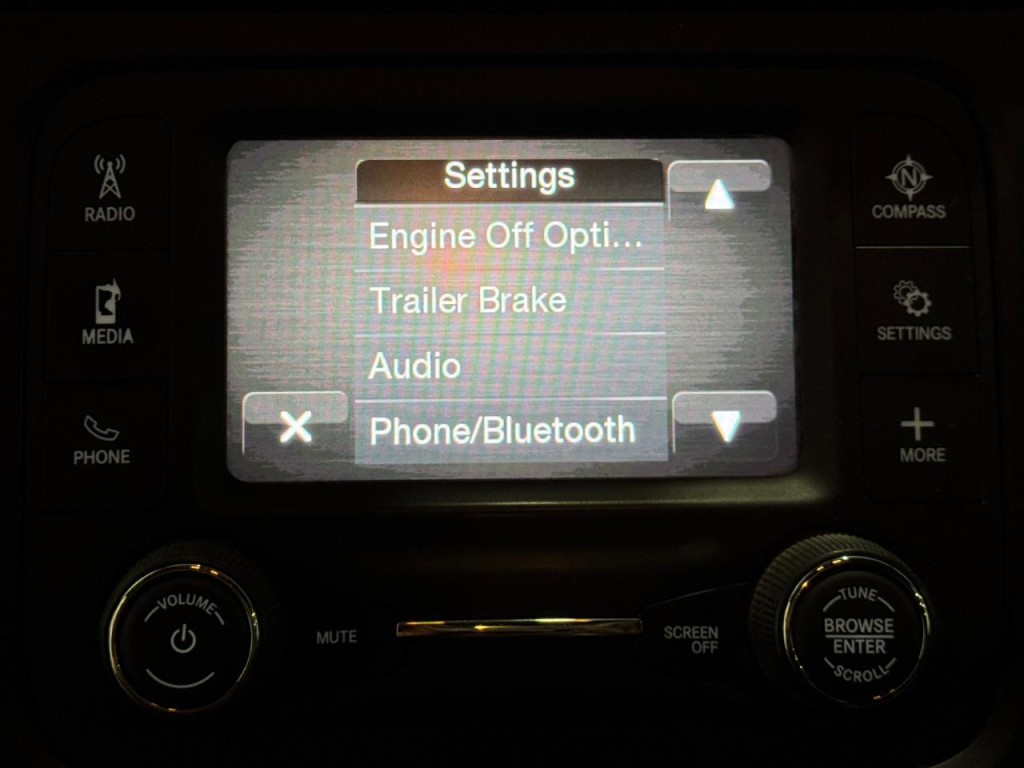 Settings
Engine Off Opti...
Trailer Brake
Audio
Phone/Bluetooth
RADIO
MEDIA
PHONE
N
COMPASS
SETTINGS
MORE
VOLUME
MUTE
SCREEN
OFF
TUNE
BROWSE
ENTER
SCROLL